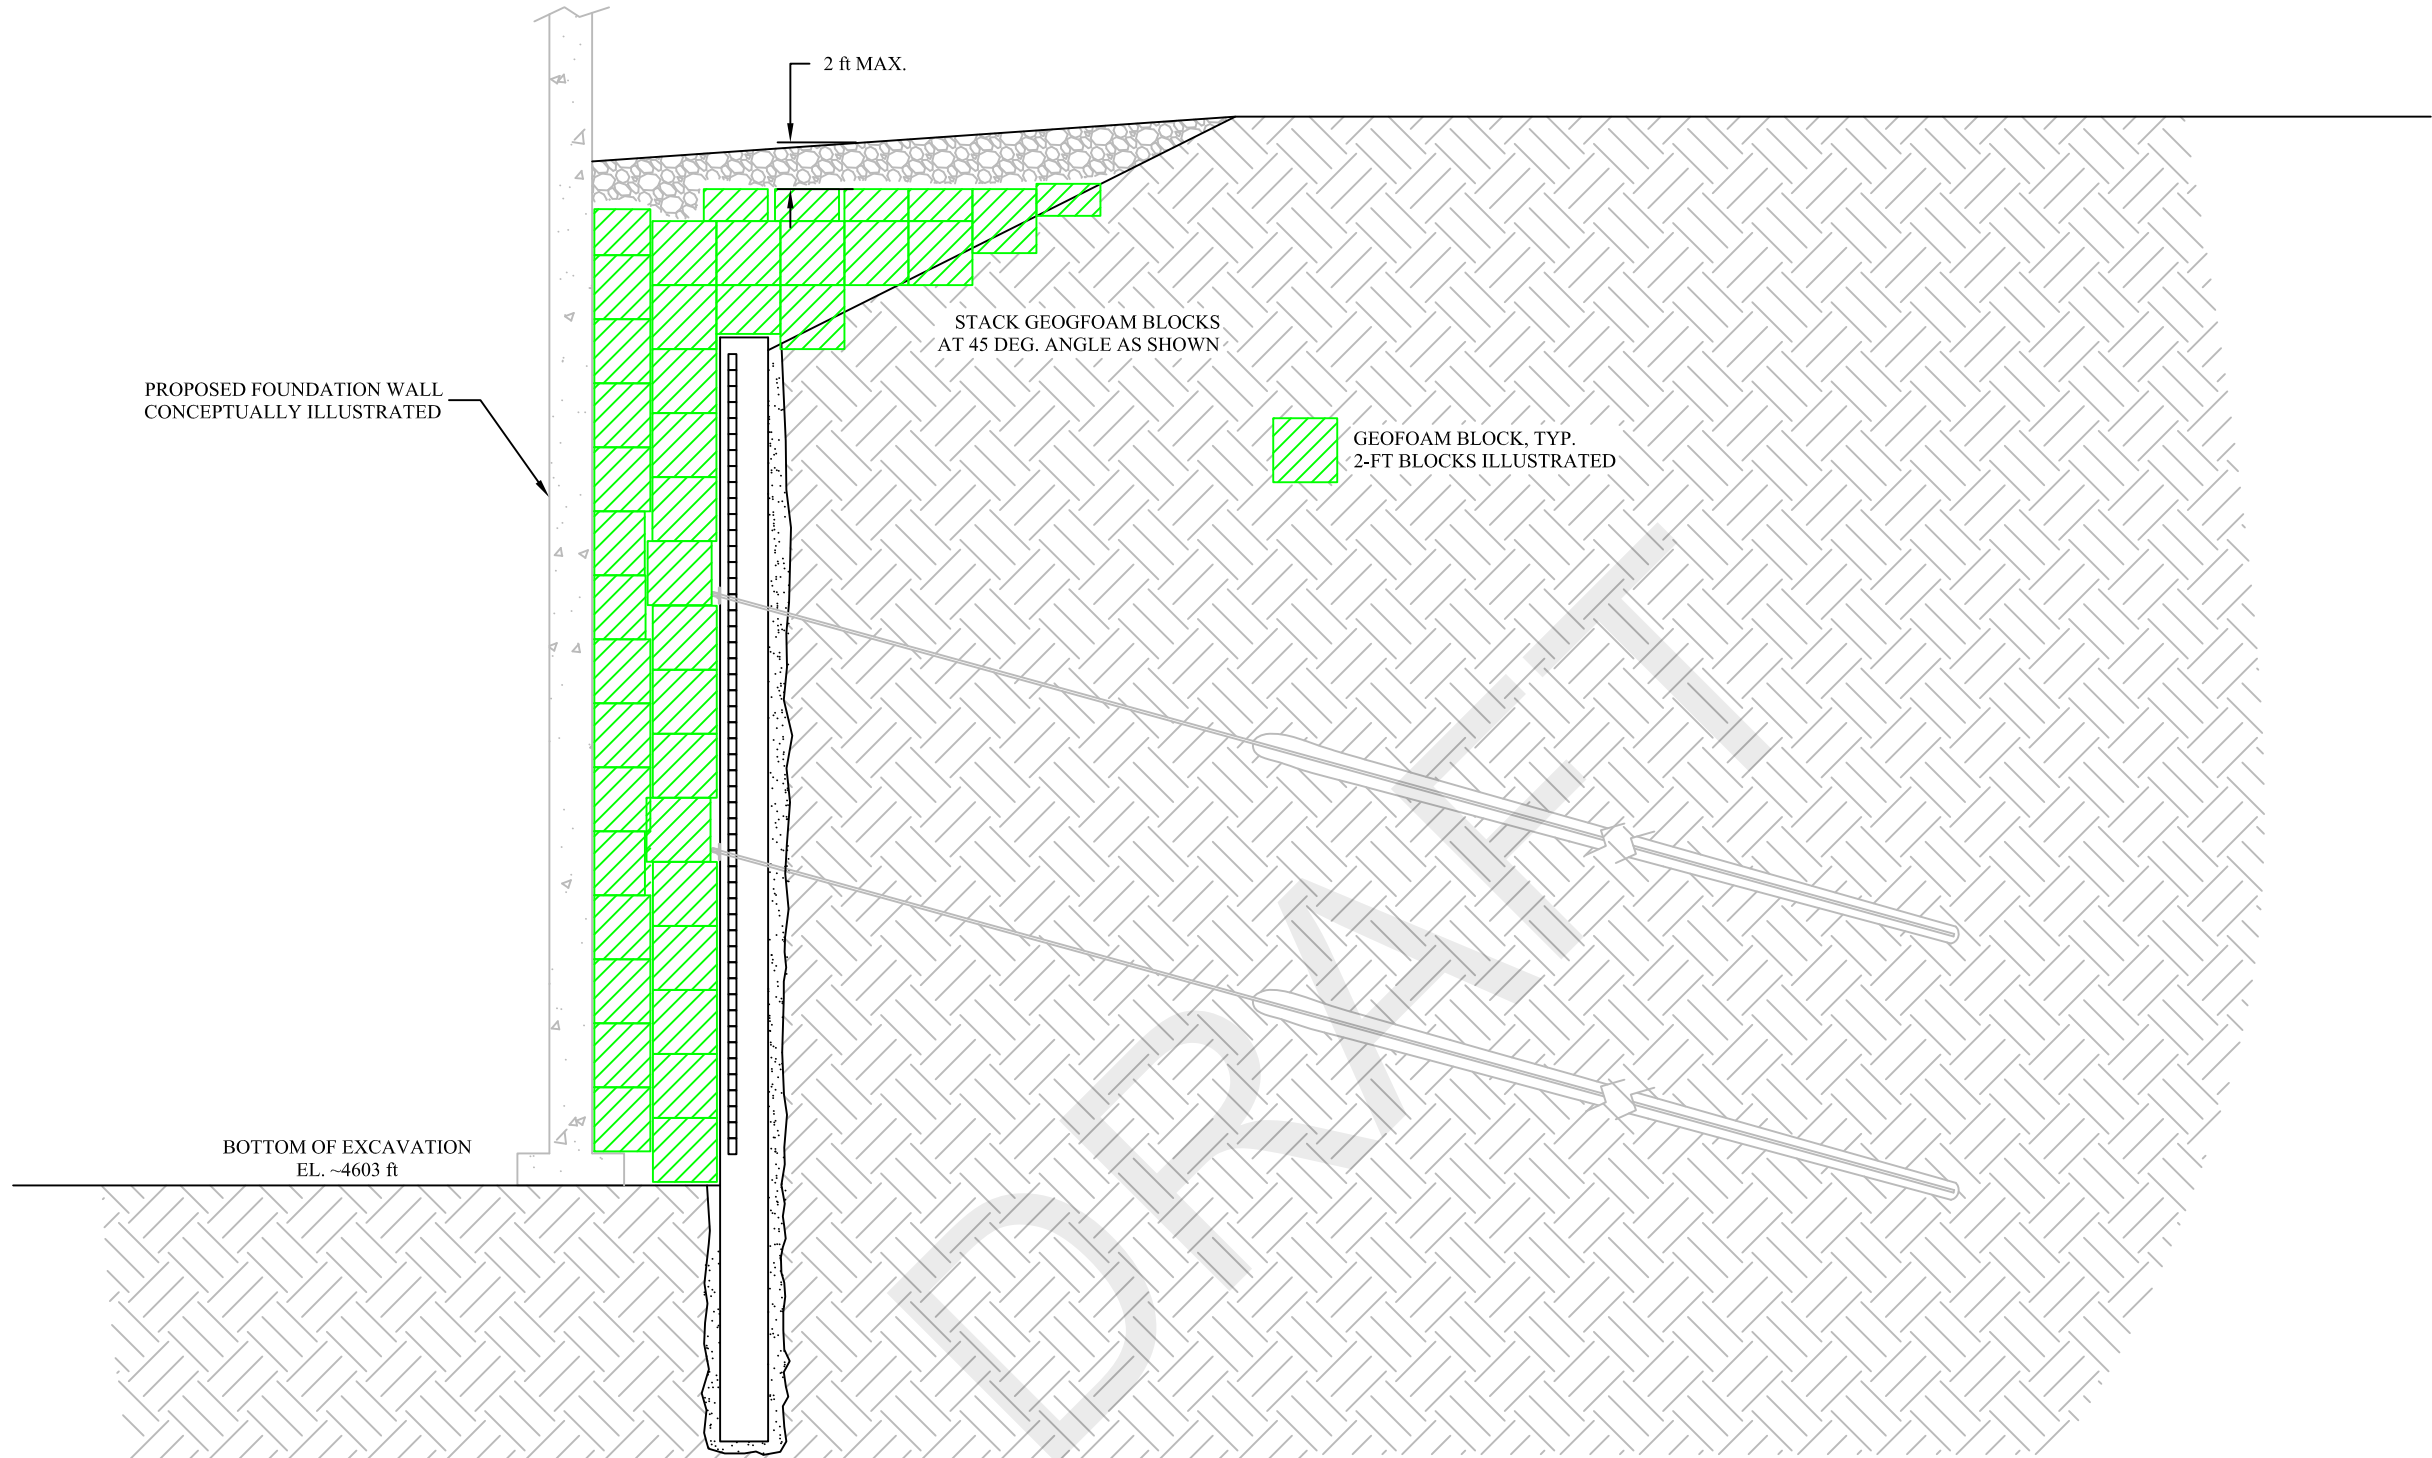 2 ft MAX.
STACK GEOGFOAM BLOCKS
AT 45 DEG. ANGLE AS SHOWN
PROPOSED FOUNDATION WALL
CONCEPTUALLY ILLUSTRATED
GEOFOAM BLOCK, TYP.
2-FT BLOCKS ILLUSTRATED
DRAFT
BOTTOM OF EXCAVATION
EL. ~4603 ft